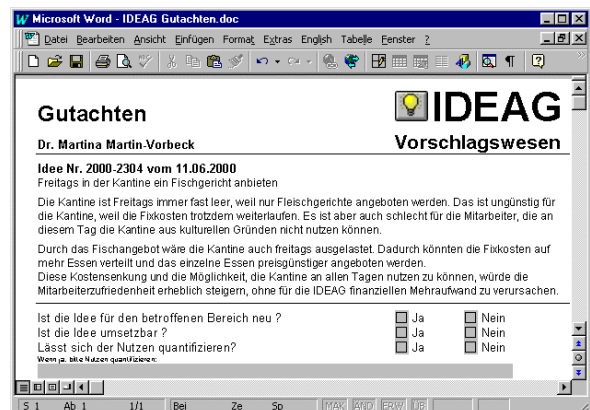 Microsoft Word - IDEAG Gutachten.doc
Datei Bearbeiten Ansicht Einfügen Format Extras English Tabelle Fenster ?
Gutachten
IDEAG
Dr. Martina Martin-Vorbeck
Vorschlagswesen
Idee Nr. 2000-2304 vom 11.06.2000
Freitags in der Kantine ein Fischgericht anbieten
Die Kantine ist Freitags immer fast leer, weil nur Fleischgerichte angeboten werden. Das ist ungünstig für
die Kantine, weil die Fixkosten trotzdem weiterlaufen. Es ist aber auch schlecht für die Mitarbeiter, die an
diesem Tag die Kantine aus kulturellen Gründen nicht nutzen können.
Durch das Fischangebot wäre die Kantine auch freitags ausgelastet. Dadurch könnten die Fixkosten auf
mehr Essen verteilt und das einzelne Essen preisgünstiger angeboten werden.
Diese Kostensenkung und die Möglichkeit, die Kantine an allen Tagen nutzen zu können, würde die
Mitarbeiterzufriedenheit erheblich steigern, ohne für die IDEAG finanziellen Mehraufwand zu verursachen.
Ist die Idee für den betroffenen Bereich neu ? Ja Nein
Ist die Idee umsetzbar ? Ja Nein
Lässt sich der Nutzen quantifizieren? Ja Nein
Wenn ja, bitte Nutzen quantifizieren:
S 1 Ab 1 1/1 Bei Ze Sp MAK ÄND ERW ÜB